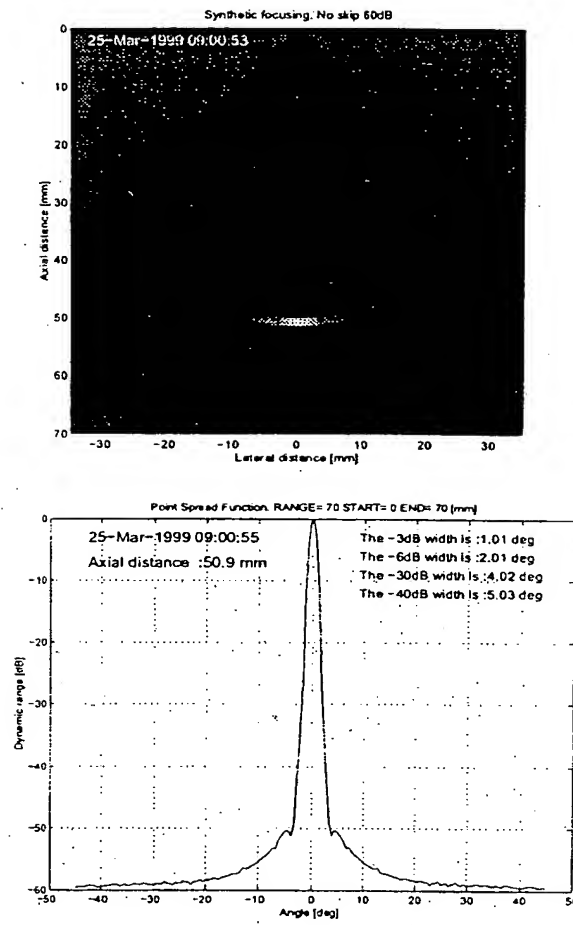 Synthetic focusing. No skip 60dB
25-Mar-1999 09:00:53
0
10
20
30
40
50
60
70
Axial distance [mm]
-30 -20 -10 0 10 20 30
Lateral distance [mm]
Point Spread Function. RANGE= 70 START= 0 END= 70 [mm]
25-Mar-1999 09:00:55
Axial distance :50.9 mm
The -3dB width is :1.01 deg
The -6dB width is :2.01 deg
The -30dB width is :4.02 deg
The -40dB width is :5.03 deg
0
-10
-20
-30
-40
-50
-60
Dynamic range [dB]
-50 -40 -30 -20 -10 0 10 20 30 40 50
Angle [deg]